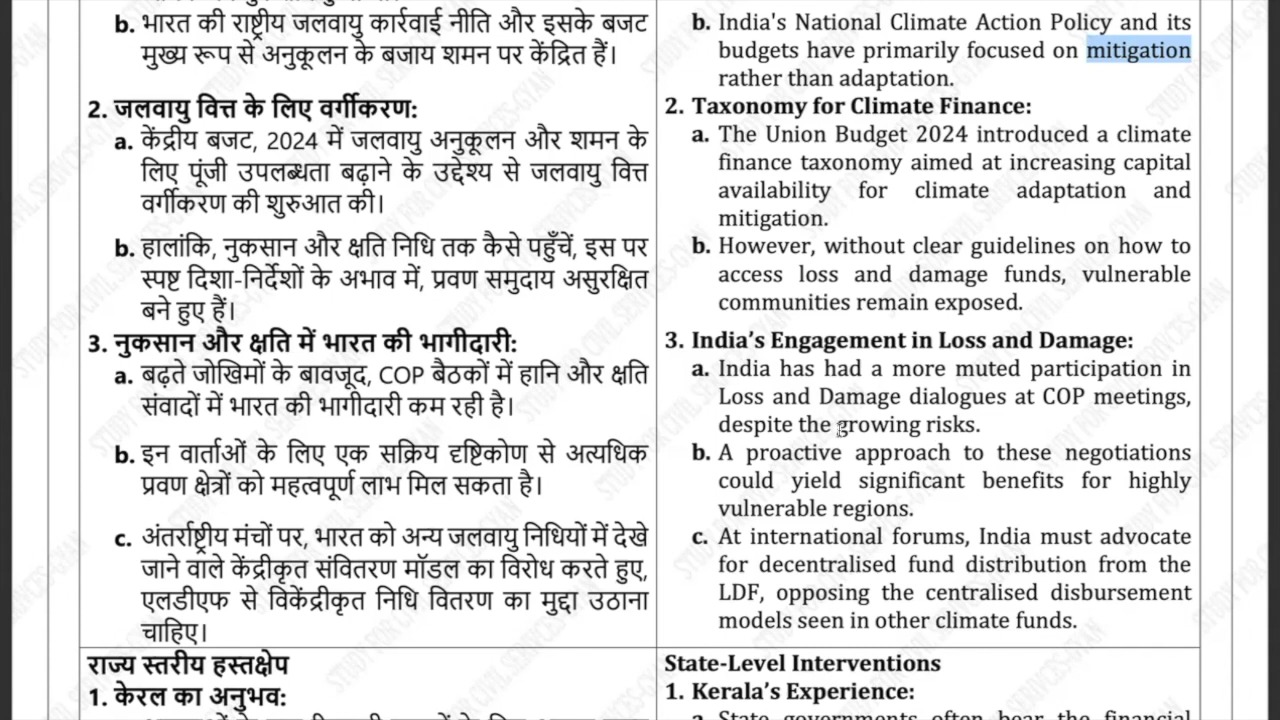 b. भारत की राष्ट्रीय जलवायु कार्रवाई नीति और इसके बजट
मुख्य रूप से अनुकूलन के बजाय शमन पर केंद्रित हैं।
2. जलवायु वित्त के लिए वर्गीकरण:
a. केंद्रीय बजट, 2024 में जलवायु अनुकूलन और शमन के
लिए पूंजी उपलब्धता बढ़ाने के उद्देश्य से जलवायु वित्त
वर्गीकरण की शुरुआत की।
b. हालांकि, नुकसान और क्षति निधि तक कैसे पहुँचें, इस पर
स्पष्ट दिशा-निर्देशों के अभाव में, प्रवण समुदाय असुरक्षित
बने हुए हैं।
3. नुकसान और क्षति में भारत की भागीदारी:
a. बढ़ते जोखिमों के बावजूद, COP बैठकों में हानि और क्षति
संवादों में भारत की भागीदारी कम रही है।
b. इन वार्ताओं के लिए एक सक्रिय दृष्टिकोण से अत्यधिक
प्रवण क्षेत्रों को महत्वपूर्ण लाभ मिल सकता है।
c. अंतर्राष्ट्रीय मंचों पर, भारत को अन्य जलवायु निधियों में देखे
जाने वाले केंद्रीकृत संवितरण मॉडल का विरोध करते हुए,
एलडीएफ से विकेंद्रीकृत निधि वितरण का मुद्दा उठाना
चाहिए।
राज्य स्तरीय हस्तक्षेप
1. केरल का अनुभव:
b. India's National Climate Action Policy and its
budgets have primarily focused on mitigation
rather than adaptation.
2. Taxonomy for Climate Finance:
a. The Union Budget 2024 introduced a climate
finance taxonomy aimed at increasing capital
availability for climate adaptation and
mitigation.
b. However, without clear guidelines on how to
access loss and damage funds, vulnerable
communities remain exposed.
3. India’s Engagement in Loss and Damage:
a. India has had a more muted participation in
Loss and Damage dialogues at COP meetings,
despite the growing risks.
b. A proactive approach to these negotiations
could yield significant benefits for highly
vulnerable regions.
c. At international forums, India must advocate
for decentralised fund distribution from the
LDF, opposing the centralised disbursement
models seen in other climate funds.
State-Level Interventions
1. Kerala’s Experience:
a. State governments often bear the financial